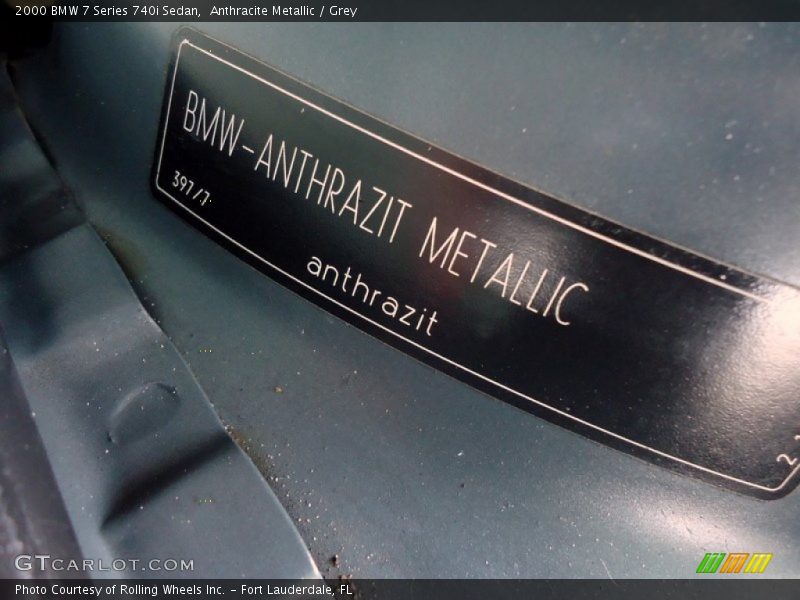 2000 BMW 7 Series 740i Sedan,  Anthracite Metallic / Grey
BMW-ANTHRAZIT METALLIC
397/7
anthrazit
2
GTCARLOT.COM
Photo Courtesy of Rolling Wheels Inc. – Fort Lauderdale, FL